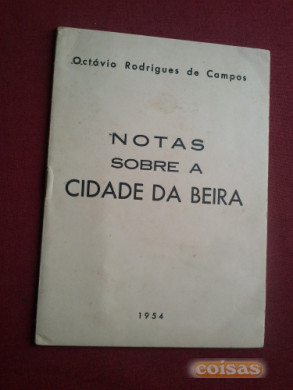 Octávio Rodrigues de Campos
NOTAS
SOBRE A
CIDADE DA BEIRA
1954
coisas